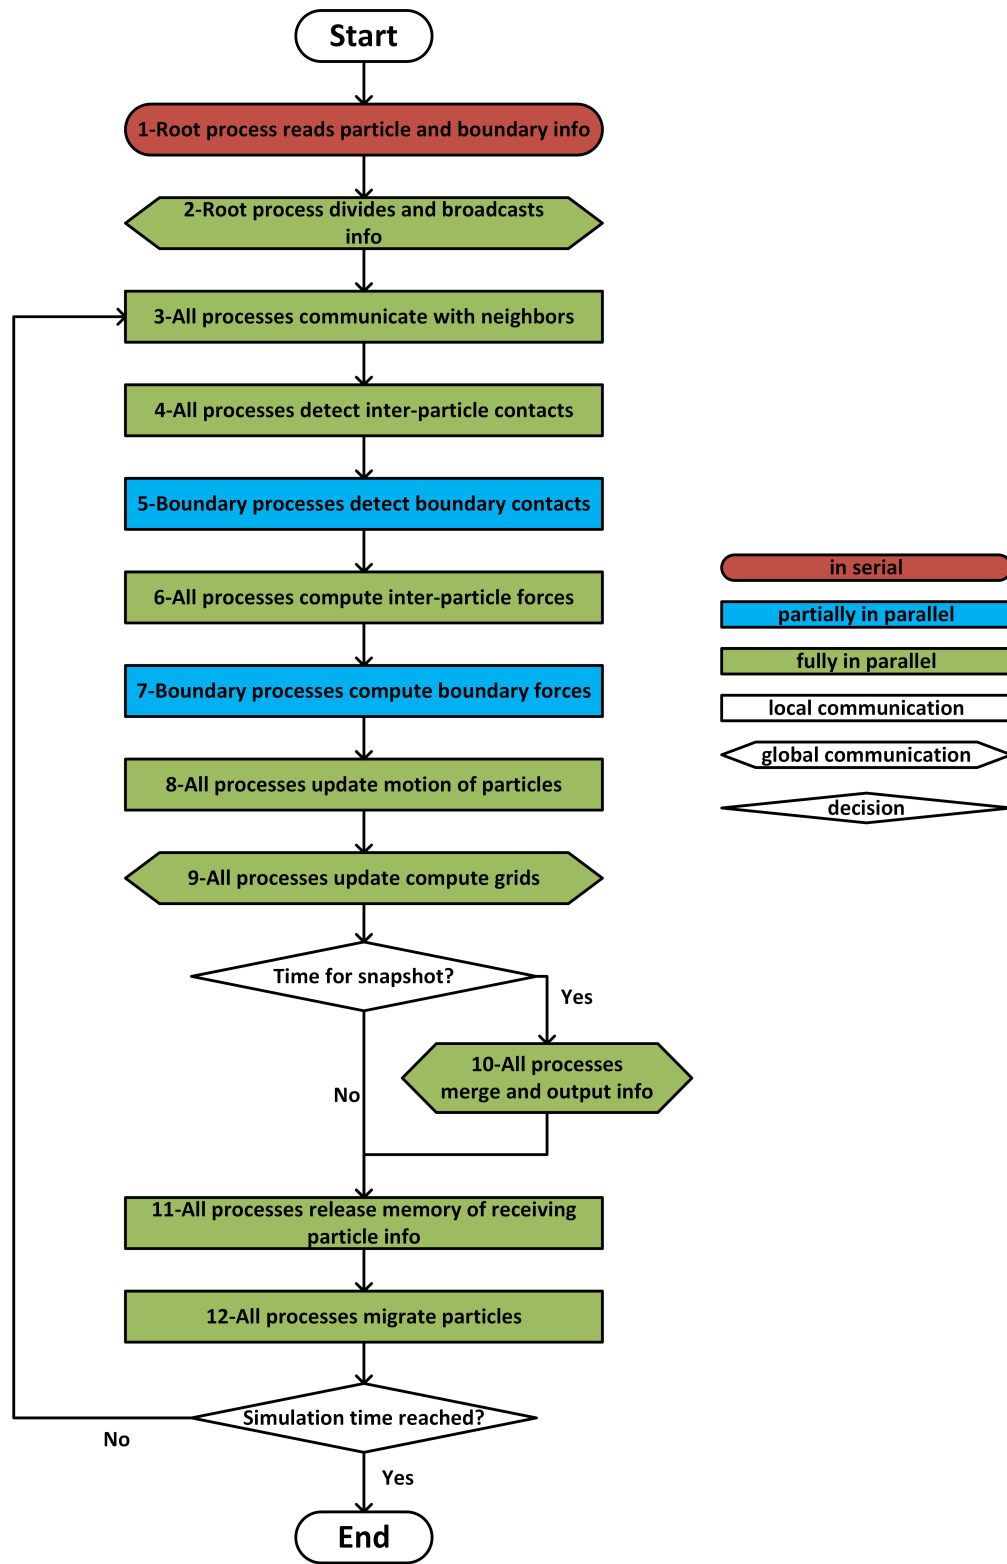 Start
1-Root process reads particle and boundary info
2-Root process divides and broadcasts
info
3-All processes communicate with neighbors
4-All processes detect inter-particle contacts
5-Boundary processes detect boundary contacts
6-All processes compute inter-particle forces
7-Boundary processes compute boundary forces
8-All processes update motion of particles
9-All processes update compute grids
Time for snapshot?
Yes
10-All processes
merge and output info
No
11-All processes release memory of receiving
particle info
12-All processes migrate particles
Simulation time reached?
No
Yes
End
in serial
partially in parallel
fully in parallel
local communication
global communication
decision